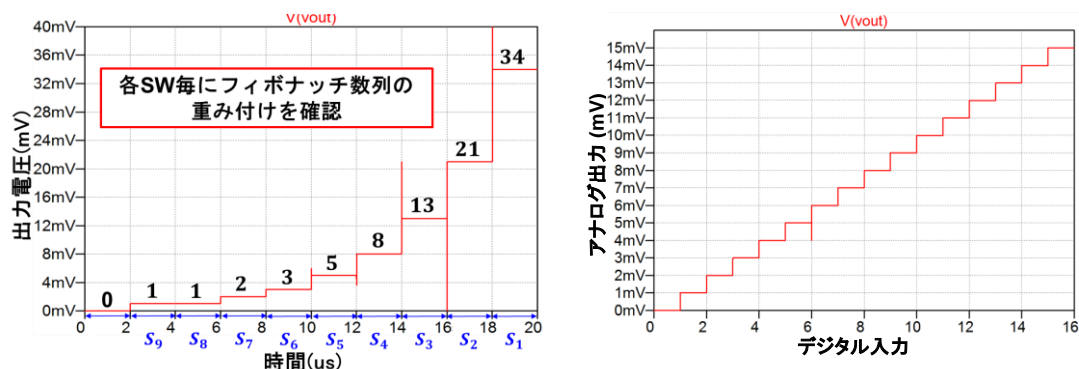 V(vout)
40mV
36mV
32mV
28mV
24mV
20mV
16mV
12mV
8mV
4mV
0mV
出力電圧(mV)
各SW毎にフィボナッチ数列の
重み付けを確認
0
1
1
2
3
5
8
13
21
34
0 2 4 6 8 10 12 14 16 18 20
S9 S8 S7 S6 S5 S4 S3 S2 S1
時間(us)
V(vout)
15mV
14mV
13mV
12mV
11mV
10mV
9mV
8mV
7mV
6mV
5mV
4mV
3mV
2mV
1mV
0mV
アナログ出力 (mV)
0 2 4 6 8 10 12 14 16
デジタル入力